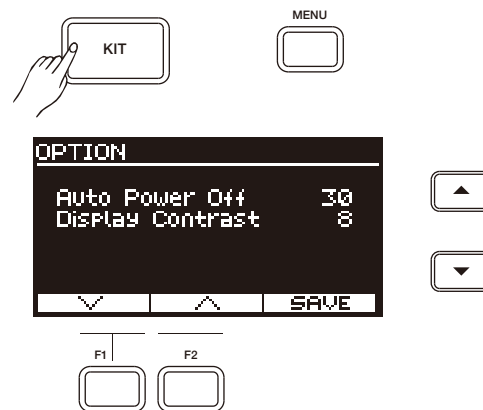 KIT
MENU
OPTION
Auto Power Off 30
Display Contrast 8
SAVE
F1
F2